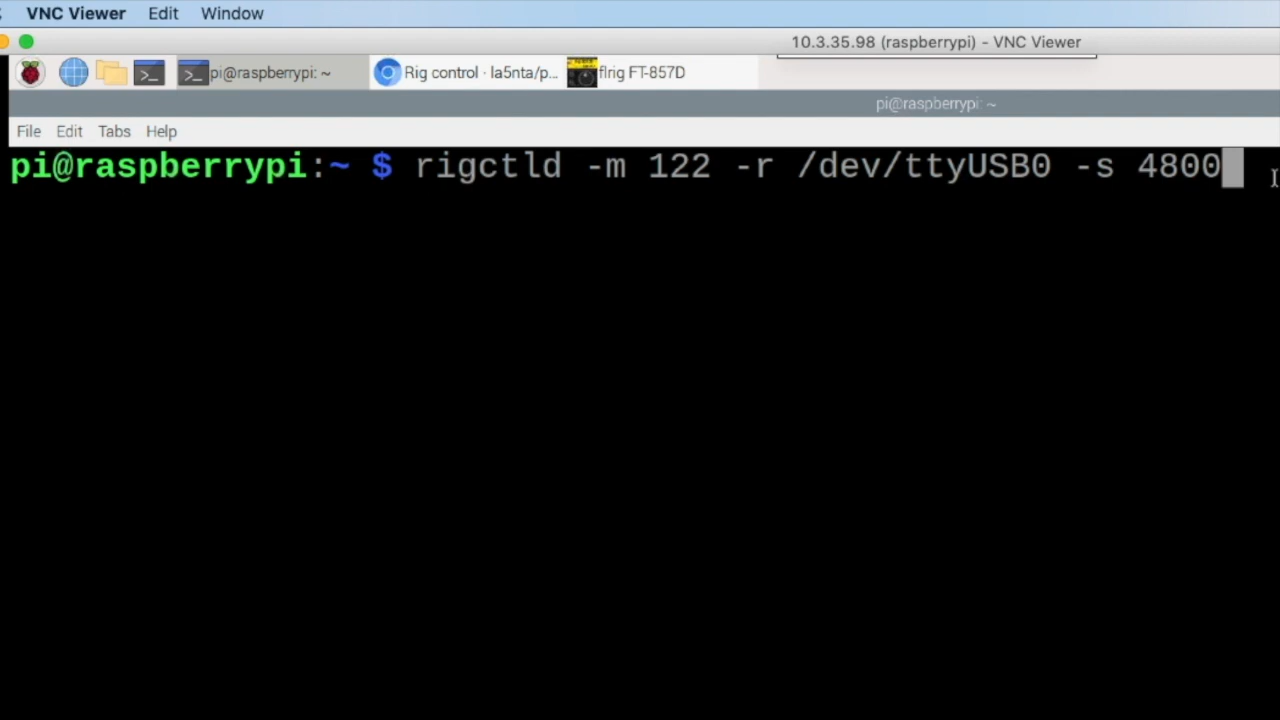 VNC Viewer Edit Window
10.3.35.98 (raspberrypi) - VNC Viewer
>_ >_ pi@raspberrypi: ~ Rig control · la5nta/p... flrig FT-857D
pi@raspberrypi: ~
File Edit Tabs Help
pi@raspberrypi:~ $ rigctld -m 122 -r /dev/ttyUSB0 -s 4800